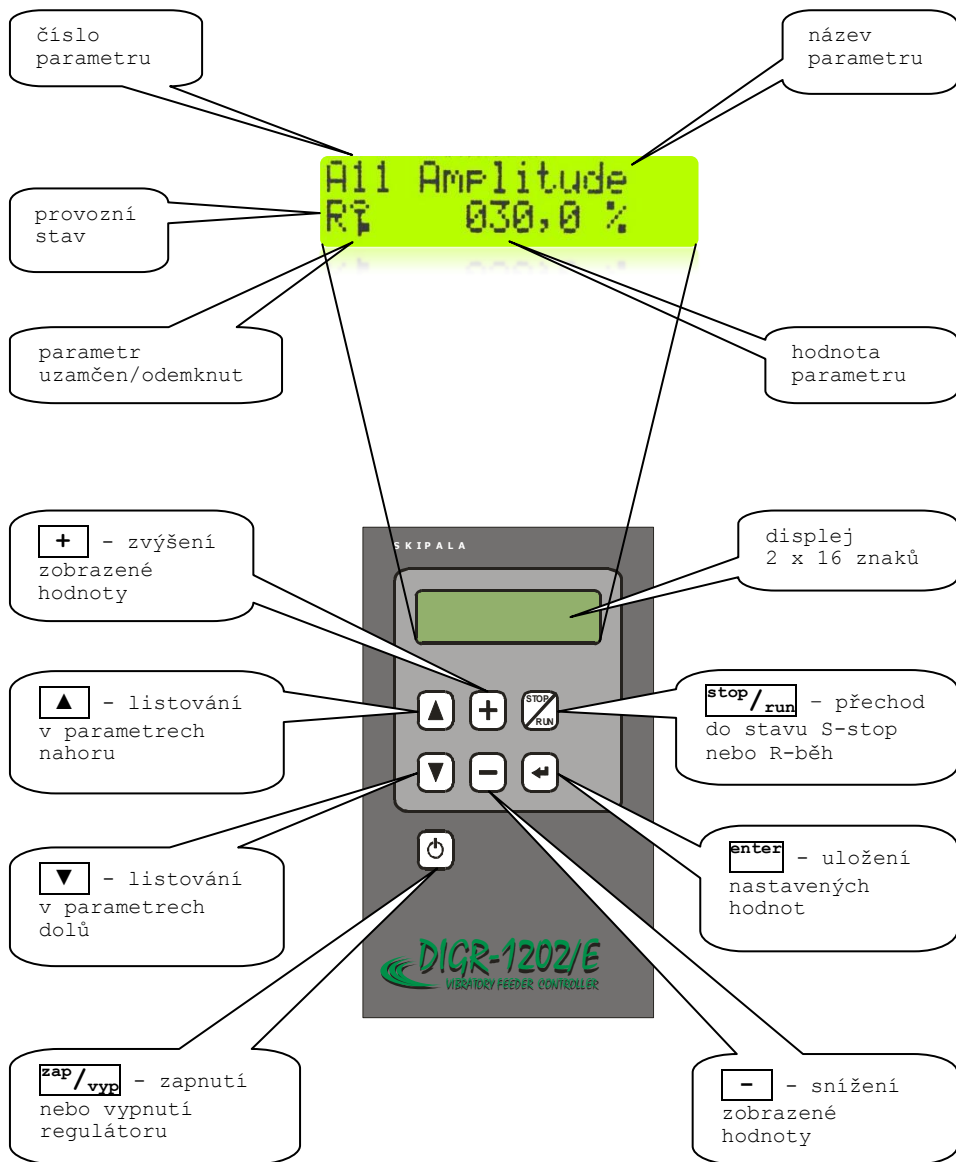 číslo
parametru
název
parametru
A11 Amplitude
R 030,0 %
provozní
stav
parametr
uzamčen/odemknut
hodnota
parametru
+ - zvýšení
zobrazené
hodnoty
SKIPALA
displej
2 x 16 znaků
▲ - listování
v parametrech
nahoru
STOP
RUN
stop/run - přechod
do stavu S-stop
nebo R-běh
▼ - listování
v parametrech
dolů
enter - uložení
nastavených
hodnot
DIGR-1202/E
VIBRATORY FEEDER CONTROLLER
zap/vyp - zapnutí
nebo vypnutí
regulátoru
- - snížení
zobrazené
hodnoty